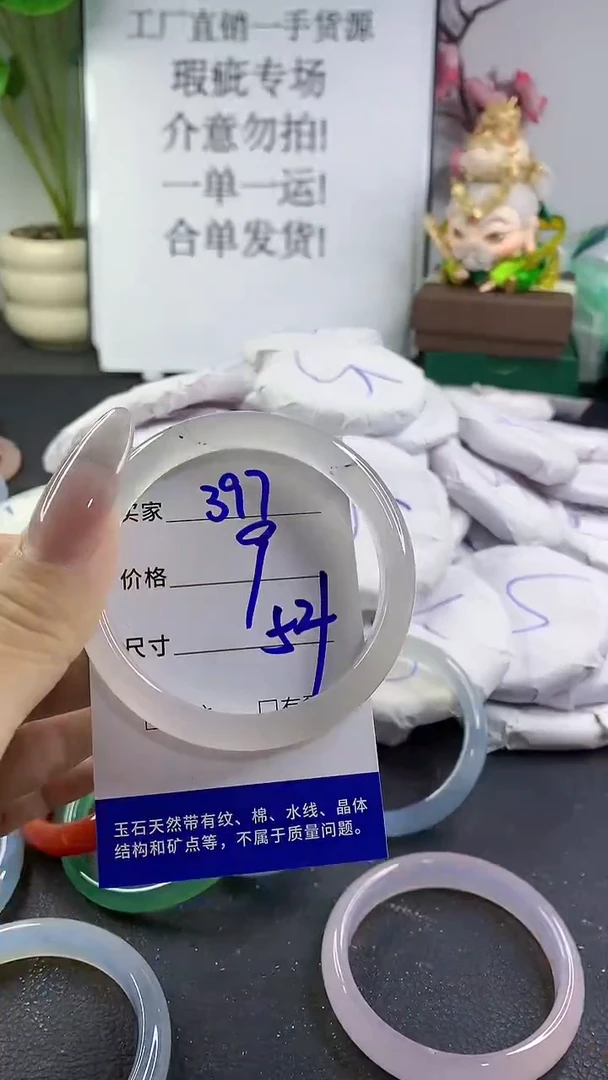 工厂直销一手货源
瑕疵专场
介意勿拍!
一单一运!
合单发货!
买家 397
9
价格
尺寸 54
玉石天然带有纹、棉、水线、晶体
结构和矿点等，不属于质量问题。